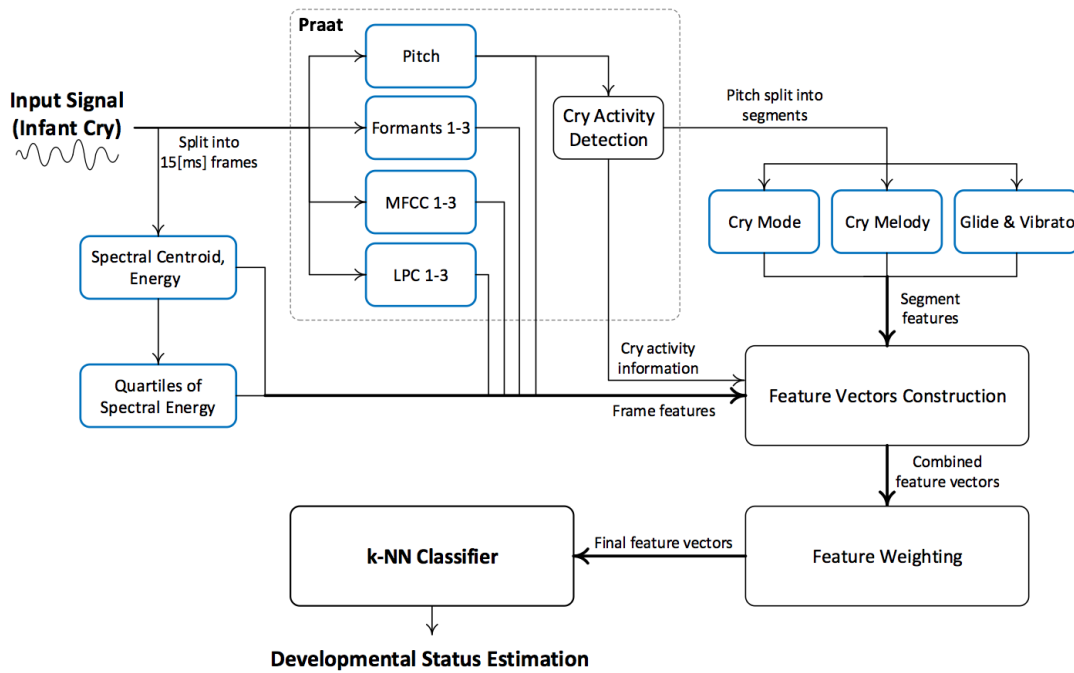 Praat
Pitch
Input Signal
(Infant Cry)
Split into
15[ms] frames
Formants 1-3
Cry Activity
Detection
Pitch split into
segments
MFCC 1-3
Cry Mode
Cry Melody
Glide & Vibrato
Spectral Centroid,
Energy
LPC 1-3
Segment
features
Cry activity
information
Quartiles of
Spectral Energy
Frame features
Feature Vectors Construction
Combined
feature vectors
k-NN Classifier
Final feature vectors
Feature Weighting
Developmental Status Estimation